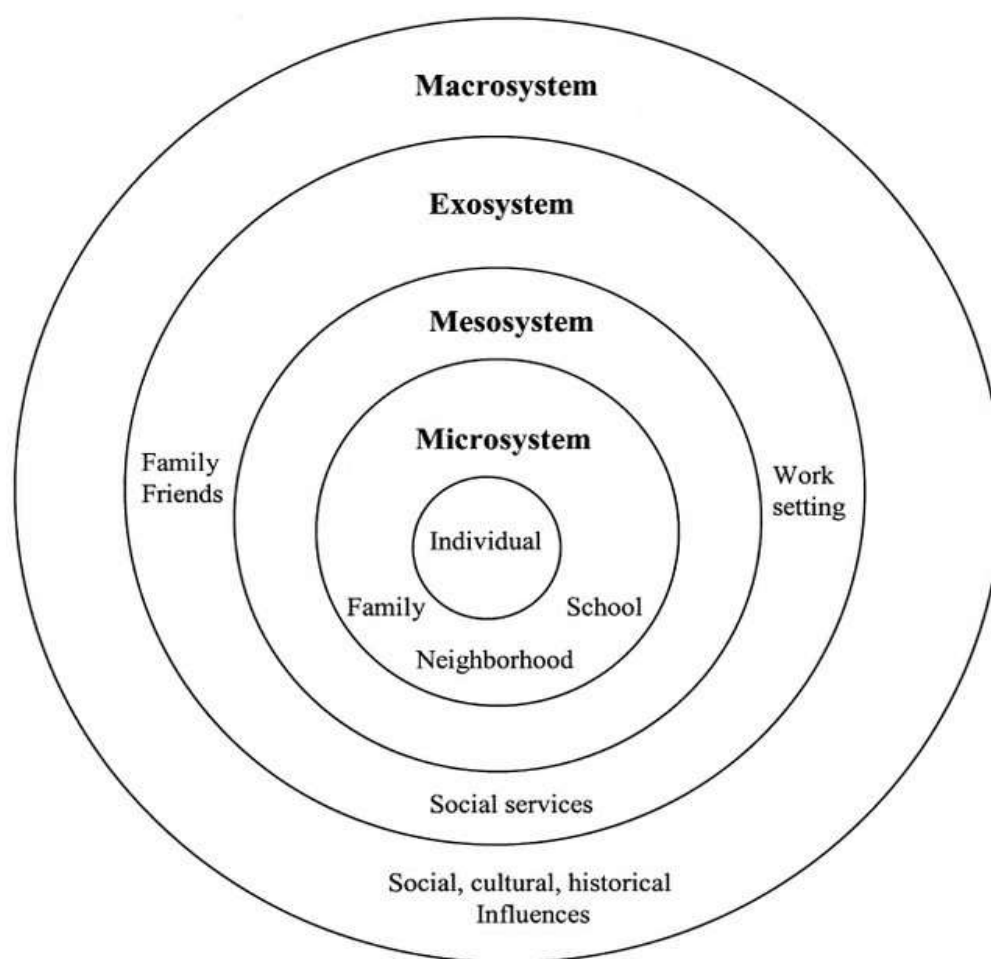 Macrosystem
Exosystem
Mesosystem
Microsystem
Family
Friends
Work
setting
Individual
Family
School
Neighborhood
Social services
Social, cultural, historical
Influences